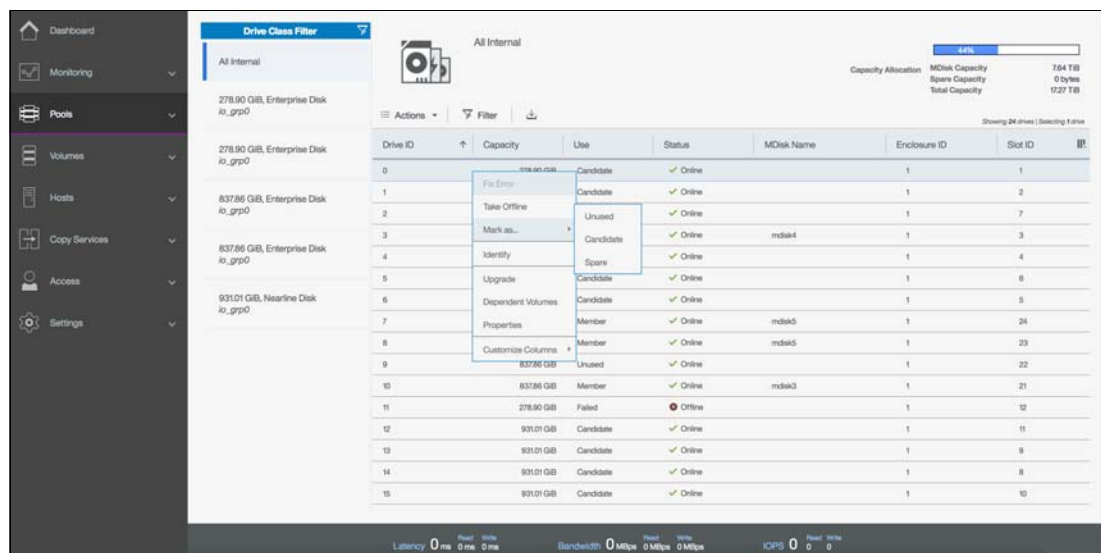 Dashboard
Monitoring
Pools
Volumes
Hosts
Copy Services
Access
Settings
Drive Class Filter
All Internal
278.90 GiB, Enterprise Disk
io_grp0
278.90 GiB, Enterprise Disk
io_grp0
837.86 GiB, Enterprise Disk
io_grp0
837.86 GiB, Enterprise Disk
io_grp0
931.01 GiB, Nearline Disk
io_grp0
All Internal
44%
Capacity Allocation
MDisk Capacity 7.64 TiB
Spare Capacity 0 bytes
Total Capacity 17.27 TiB
Actions Filter
Showing 24 drives | Selecting 1 drive
Drive ID Capacity Use Status MDisk Name Enclosure ID Slot ID
0 278.90 GiB Candidate Online 1 1
1 Candidate Online 1 2
2 Online 1 7
3 Online mdisk4 1 3
4 Online 1 4
5 Candidate Online 1 6
6 Candidate Online 1 5
7 Member Online mdisk5 1 24
8 Member Online mdisk5 1 23
9 837.86 GiB Unused Online 1 22
10 837.86 GiB Member Online mdisk3 1 21
11 278.90 GiB Failed Offline 1 12
12 931.01 GiB Candidate Online 1 11
13 931.01 GiB Candidate Online 1 9
14 931.01 GiB Candidate Online 1 8
15 931.01 GiB Candidate Online 1 10
Fix Error
Take Offline
Mark as...
Identify
Upgrade
Dependent Volumes
Properties
Customize Columns
Unused
Candidate
Spare
Latency 0 ms Read 0 ms Write 0 ms
Bandwidth 0 MBps Read 0 MBps Write 0 MBps
IOPS 0 Read 0 Write 0